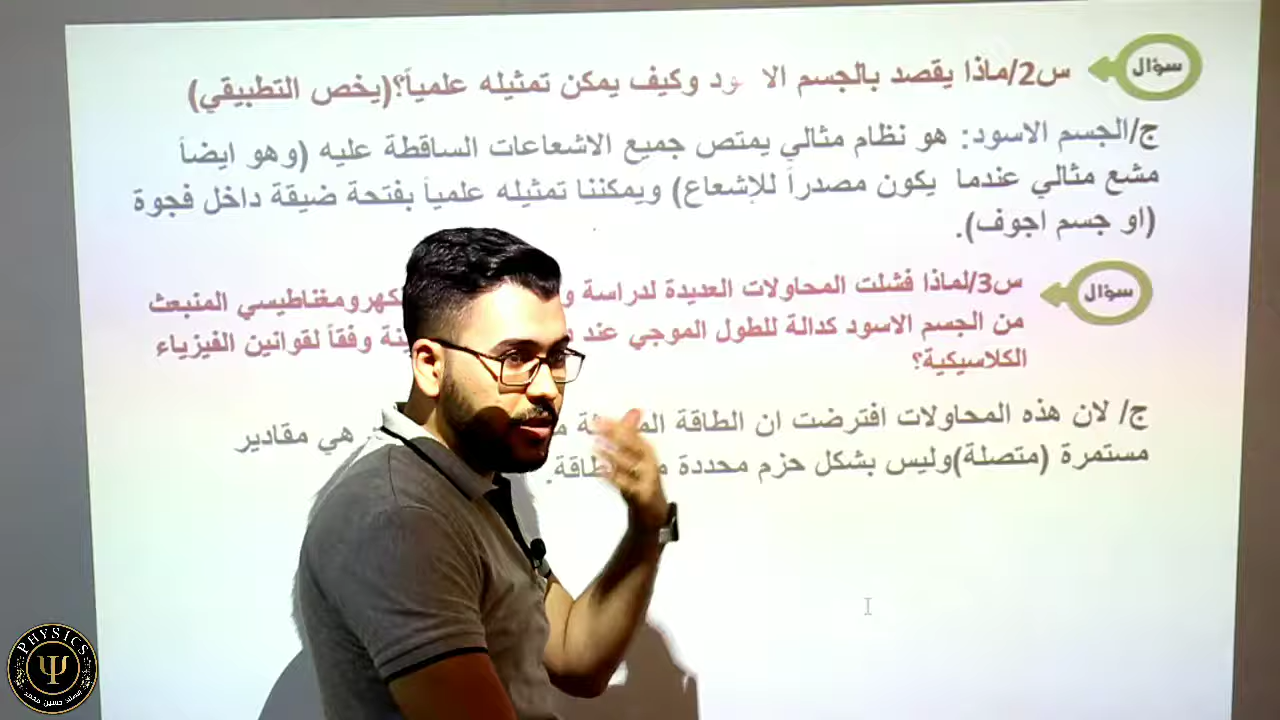 سؤال
س2/ماذا يقصد بالجسم الا ود وكيف يمكن تمثيله علمياً؟(يخص التطبيقي)
ج/الجسم الاسود: هو نظام مثالي يمتص جميع الاشعاعات الساقطة عليه (وهو ايضاً
مشع مثالي عندما يكون مصدراً للإشعاع) ويمكننا تمثيله علمياً بفتحة ضيقة داخل فجوة
(او جسم اجوف).
سؤال
س3/لماذا فشلت المحاولات العديدة لدراسة و كهرومغناطيسي المنبعث
من الجسم الاسود كدالة للطول الموجي عند نة وفقاً لقوانين الفيزياء
الكلاسيكية؟
ج/ لان هذه المحاولات افترضت ان الطاقة هي مقادير
مستمرة (متصلة)وليس بشكل حزم محددة طاقة.
PHYSICS
Ψ